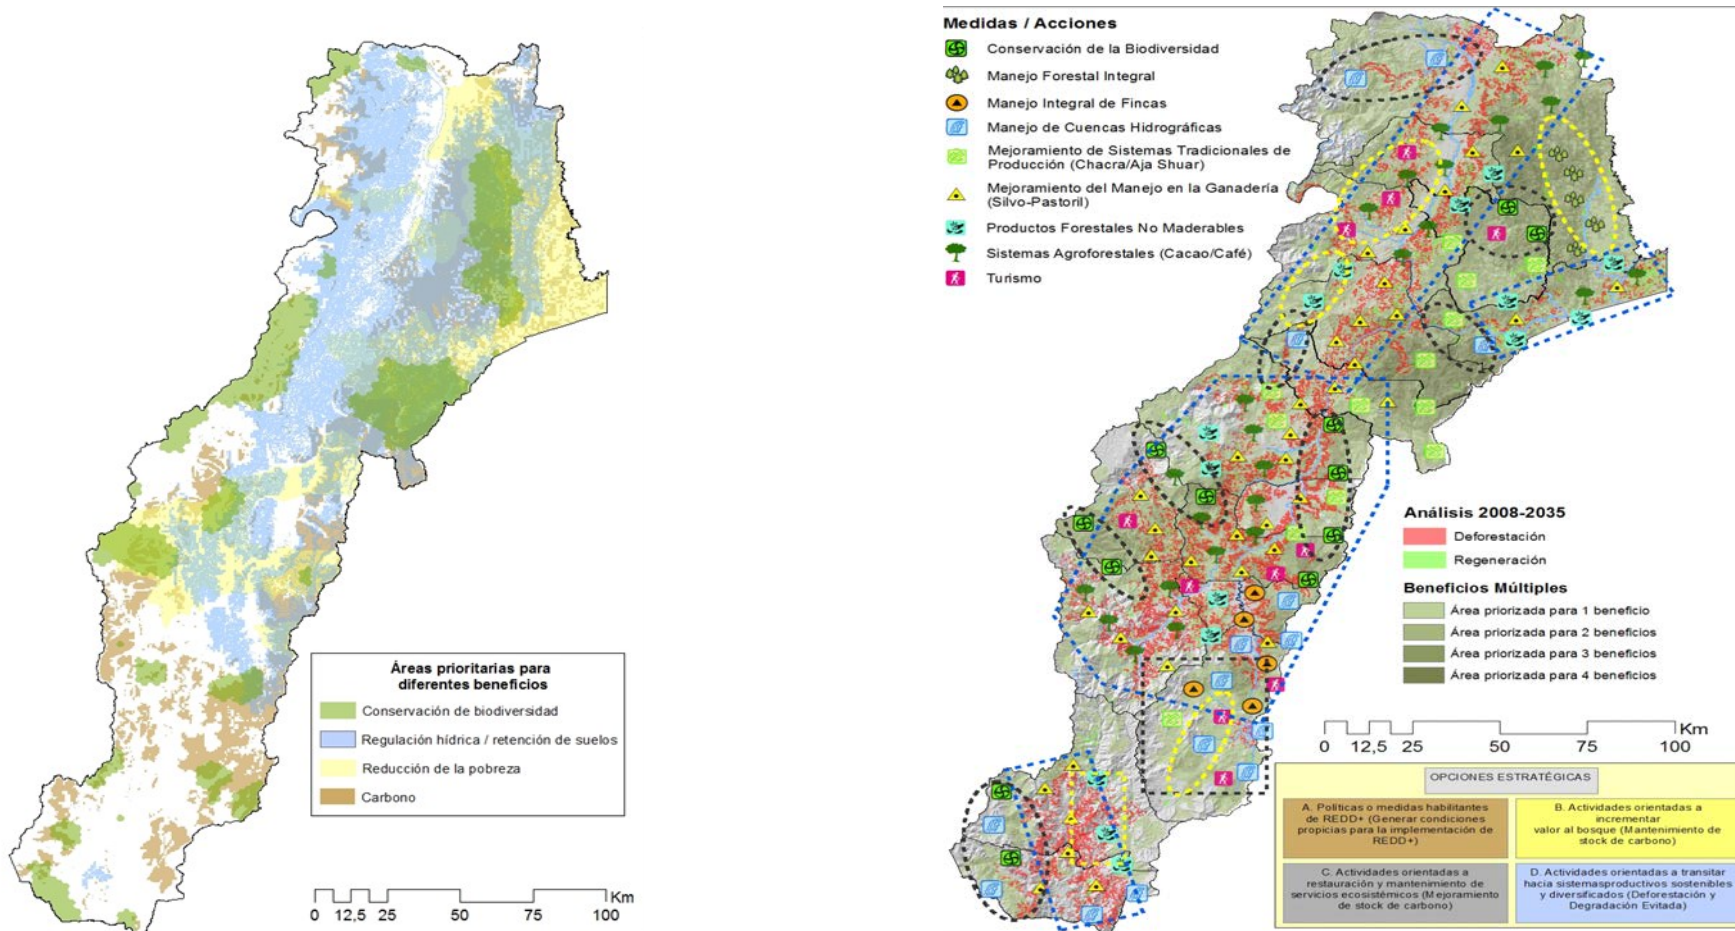 Áreas prioritarias para
diferentes beneficios
Conservación de biodiversidad
Regulación hídrica / retención de suelos
Reducción de la pobreza
Carbono
Km
0 12,5 25 50 75 100
Medidas / Acciones
Conservación de la Biodiversidad
Manejo Forestal Integral
Manejo Integral de Fincas
Manejo de Cuencas Hidrográficas
Mejoramiento de Sistemas Tradicionales de
Producción (Chacra/Aja Shuar)
Mejoramiento del Manejo en la Ganadería
(Silvo-Pastoril)
Productos Forestales No Maderables
Sistemas Agroforestales (Cacao/Café)
Turismo
Análisis 2008-2035
Deforestación
Regeneración
Beneficios Múltiples
Área priorizada para 1 beneficio
Área priorizada para 2 beneficios
Área priorizada para 3 beneficios
Área priorizada para 4 beneficios
Km
0 12,5 25 50 75 100
OPCIONES ESTRATÉGICAS
A. Políticas o medidas habilitantes
de REDD+ (Generar condiciones
propicias para la implementación de
REDD+)
B. Actividades orientadas a
incrementar
valor al bosque (Mantenimiento de
stock de carbono)
C. Actividades orientadas a
restauración y mantenimiento de
servicios ecosistémicos (Mejoramiento
de stock de carbono)
D. Actividades orientadas a transitar
hacia sistemasproductivos sostenibles
y diversificados (Deforestación y
Degradación Evitada)